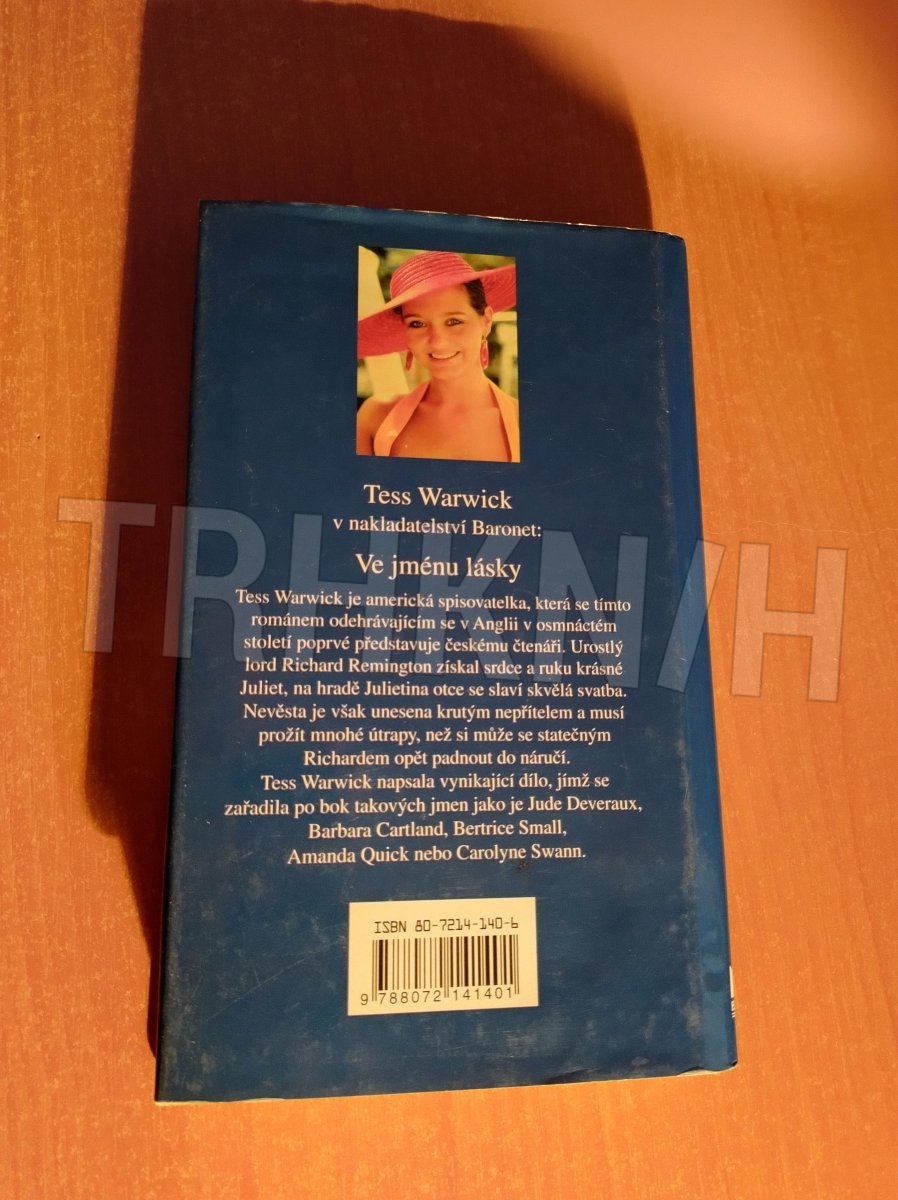 Tess Warwick
v nakladatelství Baronet:
Ve jménu lásky
Tess Warwick je americká spisovatelka, která se tímto
románem odehrávajícím se v Anglii v osmnáctém
století poprvé představuje českému čtenáři. Urostlý
lord Richard Remington získal srdce a ruku krásné
Juliet, na hradě Julietina otce se slaví skvělá svatba.
Nevěsta je však unesena krutým nepřítelem a musí
prožít mnohé útrapy, než si může se statečným
Richardem opět padnout do náručí.
Tess Warwick napsala vynikající dílo, jímž se
zařadila po bok takových jmen jako je Jude Deveraux,
Barbara Cartland, Bertrice Small,
Amanda Quick nebo Carolyne Swann.
ISBN 80-7214-140-6
9 788072 141401
TRHKN/H